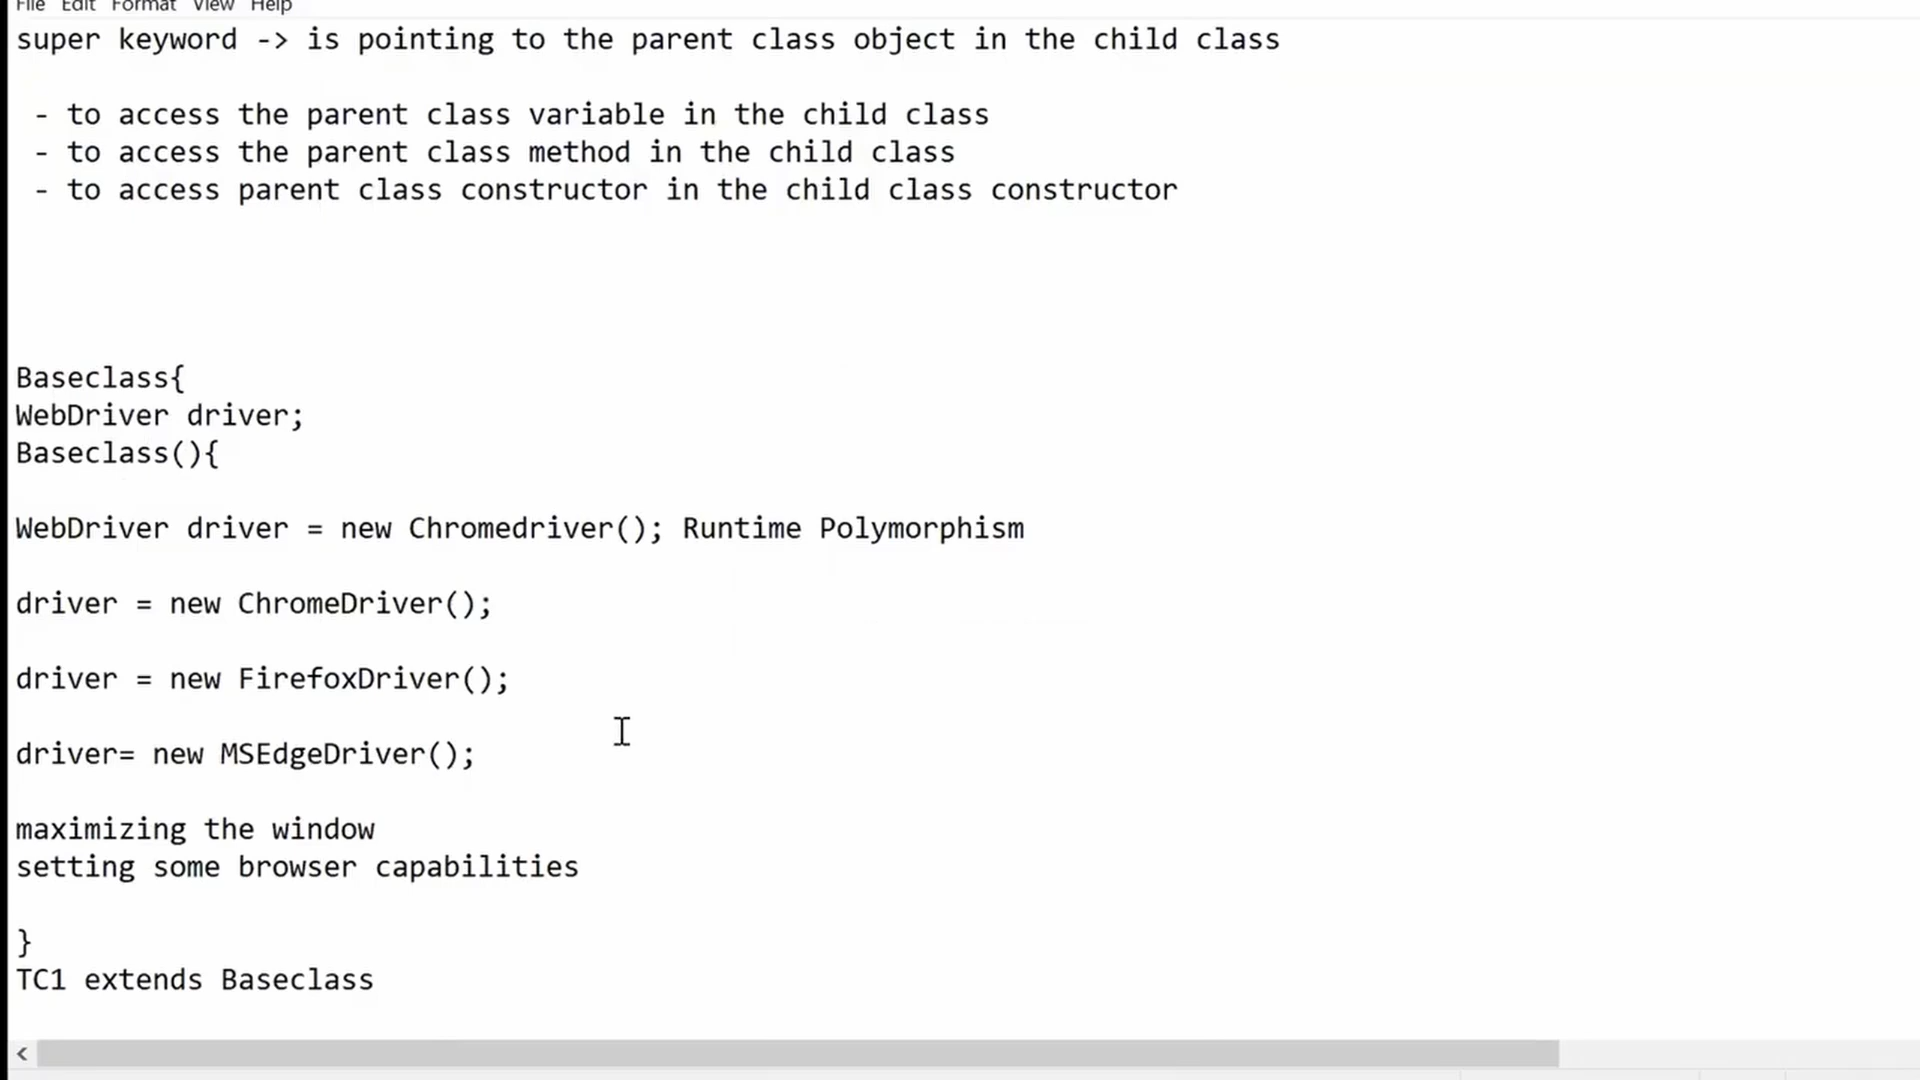 File Edit Format View Help
super keyword -> is pointing to the parent class object in the child class
- to access the parent class variable in the child class
- to access the parent class method in the child class
- to access parent class constructor in the child class constructor
Baseclass{
WebDriver driver;
Baseclass(){
WebDriver driver = new Chromedriver(); Runtime Polymorphism
driver = new ChromeDriver();
driver = new FirefoxDriver();
driver= new MSEdgeDriver();
maximizing the window
setting some browser capabilities
}
TC1 extends Baseclass